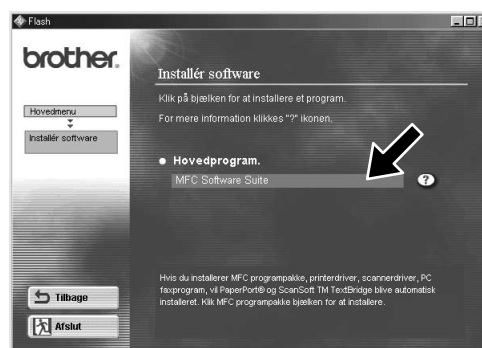 Flash
brother.
Installér software
Klik på bjælken for at installere et program.
For mere information klikkes "?" ikonen.
Hovedmenu
Installér software
Hovedprogram.
MFC Software Suite
?
Hvis du installerer MFC programpakke, printerdriver, scannerdriver, PC
faxprogram, vil PaperPort® og ScanSoft TM TextBridge blive automatisk
installeret. Klik MFC programpakke bjælken for at installere.
Tilbage
Afslut